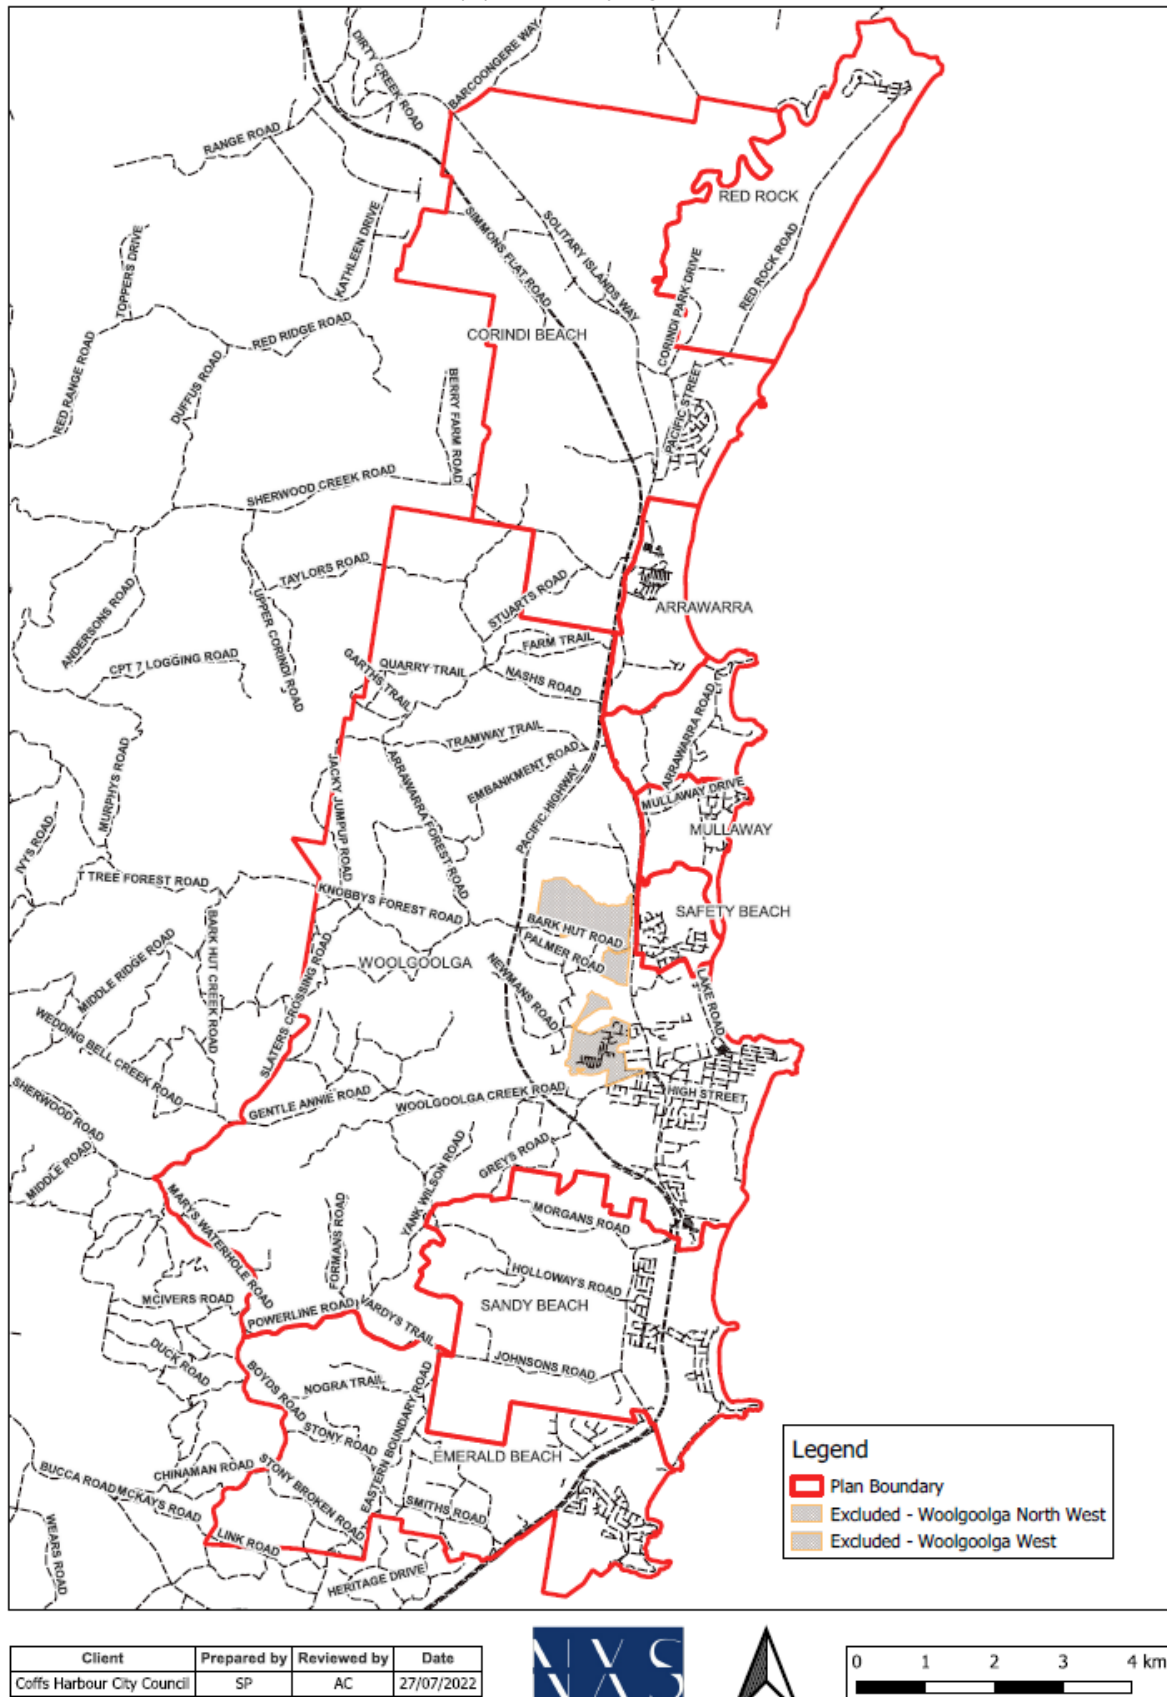 DIRTY CREEK ROAD
BARCOONGERE WAY
RANGE ROAD
RED ROCK
KATHLEEN DRIVE
SIMMONS FLAT ROAD
SOLITARY ISLANDS WAY
TOPPERS DRIVE
CORINDI PARK DRIVE
RED ROCK ROAD
RED RIDGE ROAD
CORINDI BEACH
RED RANGE ROAD
DUFFUS ROAD
BERRY FARM ROAD
PACIFIC STREET
SHERWOOD CREEK ROAD
TAYLORS ROAD
STUARTS ROAD
ARRAWARRA
ANDERSONS ROAD
UPPER CORINDI ROAD
FARM TRAIL
CPT 7 LOGGING ROAD
GARTHS TRAIL
QUARRY TRAIL
NASHS ROAD
ARRAWARRA ROAD
TRAMWAY TRAIL
MURPHYS ROAD
JACKY JUMPUP ROAD
ARRAWARRA FOREST ROAD
EMBANKMENT ROAD
PACIFIC HIGHWAY
MULLAWAY DRIVE
MULLAWAY
IVYS ROAD
T TREE FOREST ROAD
KNOBBYS FOREST ROAD
BARK HUT ROAD
SAFETY BEACH
BARK HUT CREEK ROAD
PALMER ROAD
MIDDLE RIDGE ROAD
SLATERS CROSSING ROAD
WOOLGOOLGA
NEWMANS ROAD
LAKE ROAD
WEDDING BELL CREEK ROAD
SHERWOOD ROAD
GENTLE ANNIE ROAD
WOOLGOOLGA CREEK ROAD
HIGH STREET
MIDDLE ROAD
GREYS ROAD
YANK WILSON ROAD
MARYS WATERHOLE ROAD
FORMANS ROAD
MORGANS ROAD
HOLLOWAYS ROAD
MCIVERS ROAD
POWERLINE ROAD
VARDYS TRAIL
SANDY BEACH
DUCK ROAD
BOYDS ROAD
NOGRA TRAIL
JOHNSONS ROAD
EASTERN BOUNDARY ROAD
STONY ROAD
EMERALD BEACH
BUCCA ROAD
MCKAYS ROAD
CHINAMAN ROAD
STONY BROKEN ROAD
SMITHS ROAD
WEARS ROAD
LINK ROAD
HERITAGE DRIVE
Legend
Plan Boundary
Excluded - Woolgoolga North West
Excluded - Woolgoolga West
Client Prepared by Reviewed by Date
Coffs Harbour City Council SP AC 27/07/2022
0 1 2 3 4 km